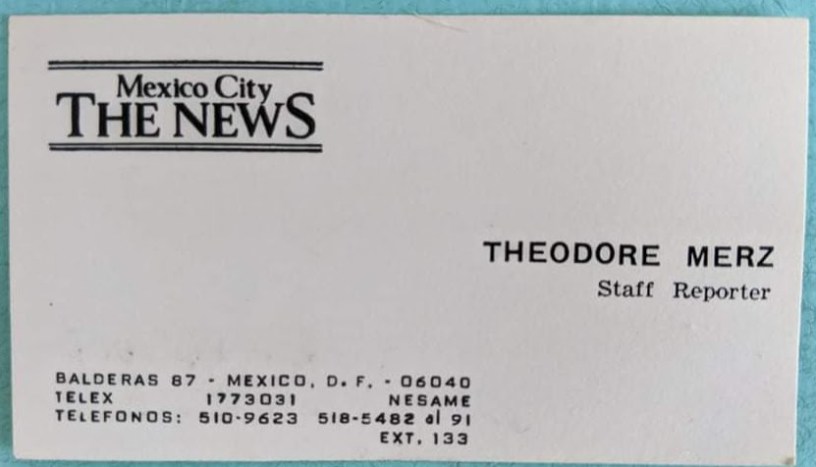 Mexico City
THE NEWS
THEODORE MERZ
Staff Reporter
BALDERAS 87 - MEXICO, D. F. - 06040
TELEX 1773031 NESAME
TELEFONOS: 510-9623 518-5482 al 91
EXT. 133